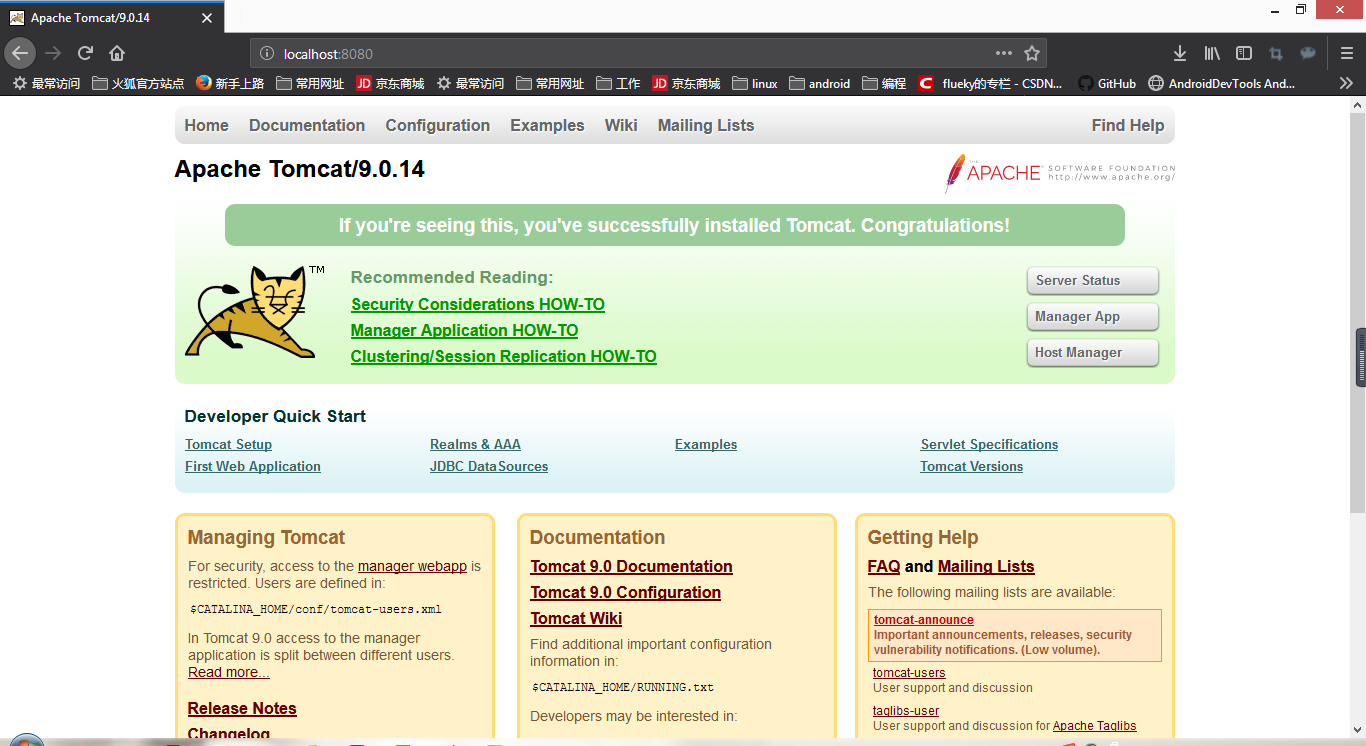 Apache Tomcat/9.0.14
localhost:8080
最常访问 火狐官方站点 新手上路 常用网址 JD 京东商城 最常访问 常用网址 工作 JD 京东商城 linux android 编程 C flueky的专栏 - CSDN... GitHub AndroidDevTools And...
Home Documentation Configuration Examples Wiki Mailing Lists Find Help
Apache Tomcat/9.0.14
THE APACHE™ SOFTWARE FOUNDATION
http://www.apache.org/
If you're seeing this, you've successfully installed Tomcat. Congratulations!
TM
Recommended Reading:
Security Considerations HOW-TO
Manager Application HOW-TO
Clustering/Session Replication HOW-TO
Server Status
Manager App
Host Manager
Developer Quick Start
Tomcat Setup
First Web Application
Realms & AAA
JDBC DataSources
Examples
Servlet Specifications
Tomcat Versions
Managing Tomcat
For security, access to the manager webapp is
restricted. Users are defined in:
$CATALINA_HOME/conf/tomcat-users.xml
In Tomcat 9.0 access to the manager
application is split between different users.
Read more...
Release Notes
Changelog
Documentation
Tomcat 9.0 Documentation
Tomcat 9.0 Configuration
Tomcat Wiki
Find additional important configuration
information in:
$CATALINA_HOME/RUNNING.txt
Developers may be interested in:
Getting Help
FAQ and Mailing Lists
The following mailing lists are available:
tomcat-announce
Important announcements, releases, security
vulnerability notifications. (Low volume).
tomcat-users
User support and discussion
taglibs-user
User support and discussion for Apache Taglibs